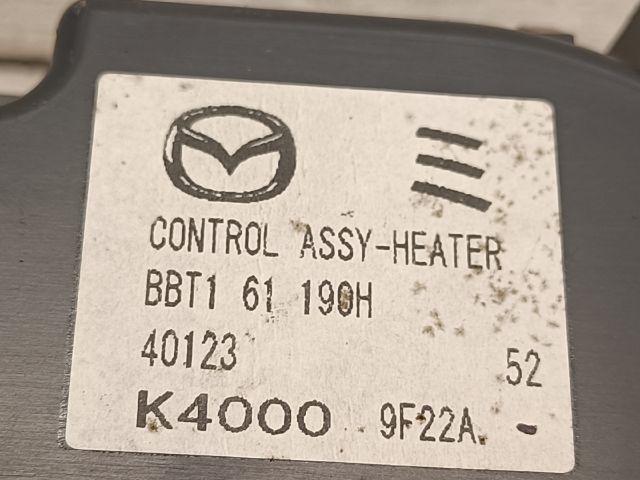 CONTROL ASSY-HEATER
BBT1 61 190H
40123 52
K4000 9F22A. -